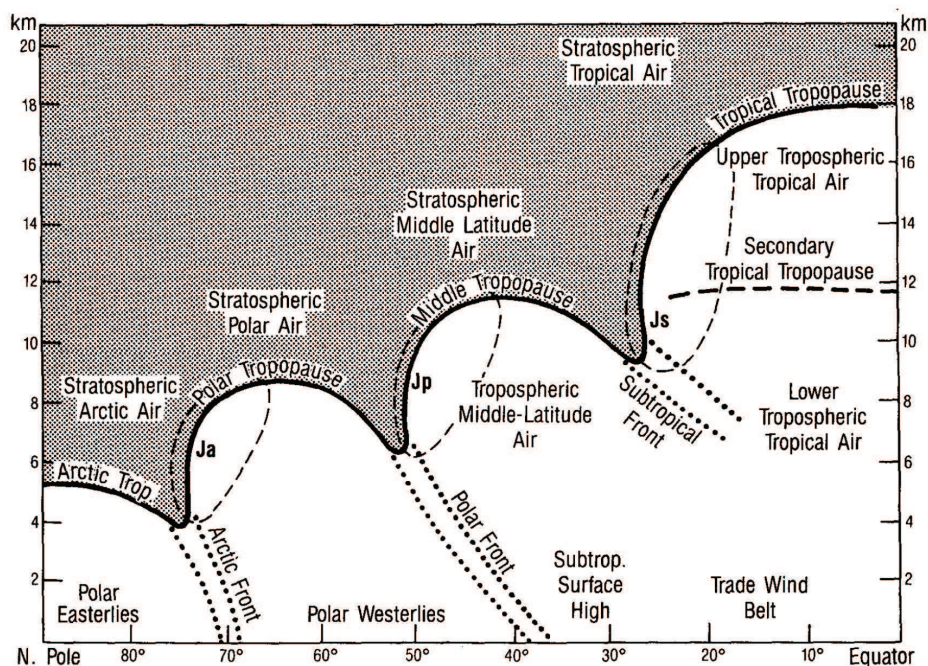 km
km
20
18
16
14
12
10
8
6
4
2
20
18
16
14
12
10
8
6
4
2
Stratospheric
Tropical Air
Tropical Tropopause
Upper Tropospheric
Tropical Air
Stratospheric
Middle Latitude
Air
Secondary
Tropical Tropopause
Middle Tropopause
Stratospheric
Polar Air
Js
Polar Tropopause
Jp
Stratospheric
Arctic Air
Tropospheric
Middle-Latitude
Air
Subtropical
Front
Lower
Tropospheric
Tropical Air
Ja
Arctic Trop.
Arctic Front
Polar Front
Polar
Easterlies
Polar Westerlies
Subtrop.
Surface
High
Trade Wind
Belt
N. Pole 80° 70° 60° 50° 40° 30° 20° 10° Equator